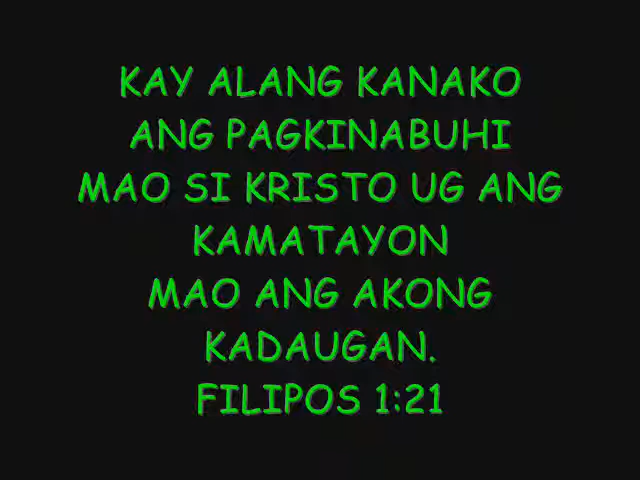 KAY ALANG KANAKO
ANG PAGKINABUHI
MAO SI KRISTO UG ANG
KAMATAYON
MAO ANG AKONG
KADAUGAN.
FILIPOS 1:21